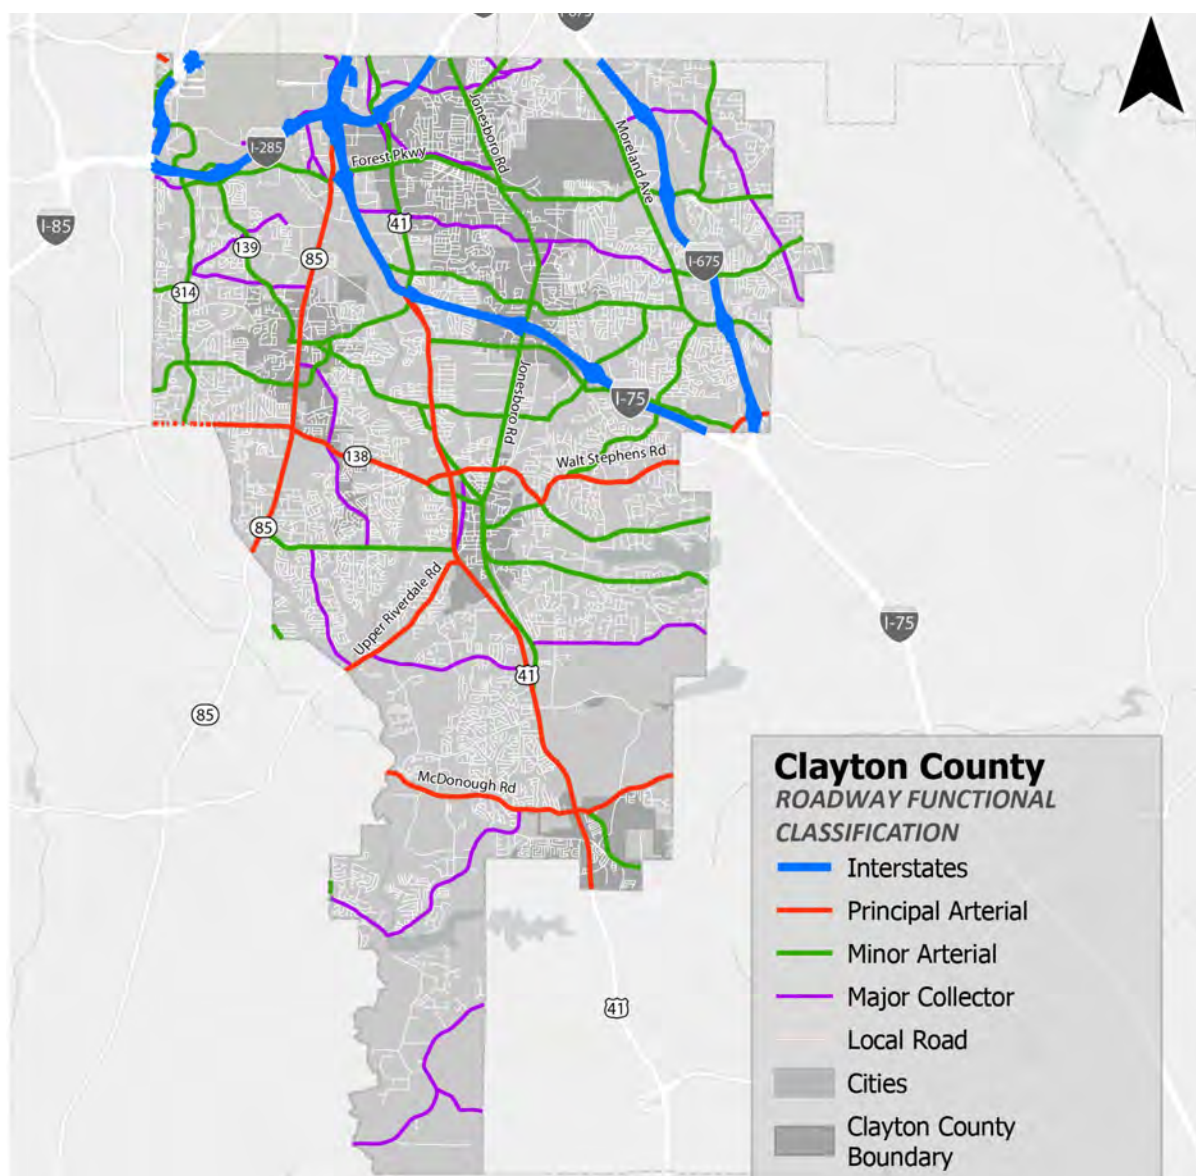 I-675
I-285
Forest Pkwy
Jonesboro Rd
Moreland Ave
I-85
41
139
85
I-675
314
Jonesboro Rd
I-75
138
Walt Stephens Rd
85
Upper Riverdale Rd
I-75
41
85
McDonough Rd
41
Clayton County
ROADWAY FUNCTIONAL
CLASSIFICATION
Interstates
Principal Arterial
Minor Arterial
Major Collector
Local Road
Cities
Clayton County
Boundary